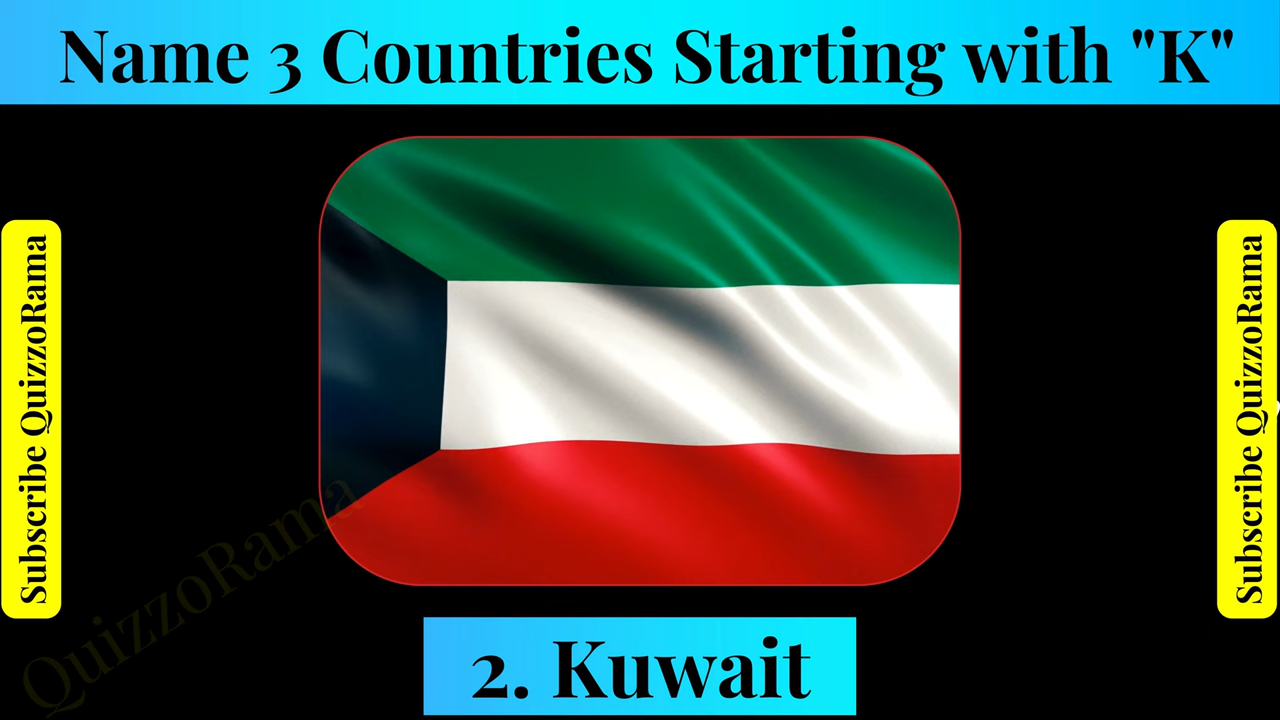 Name 3 Countries Starting with "K"
Subscribe QuizzoRama
Subscribe QuizzoRama
QuizzoRama
2. Kuwait